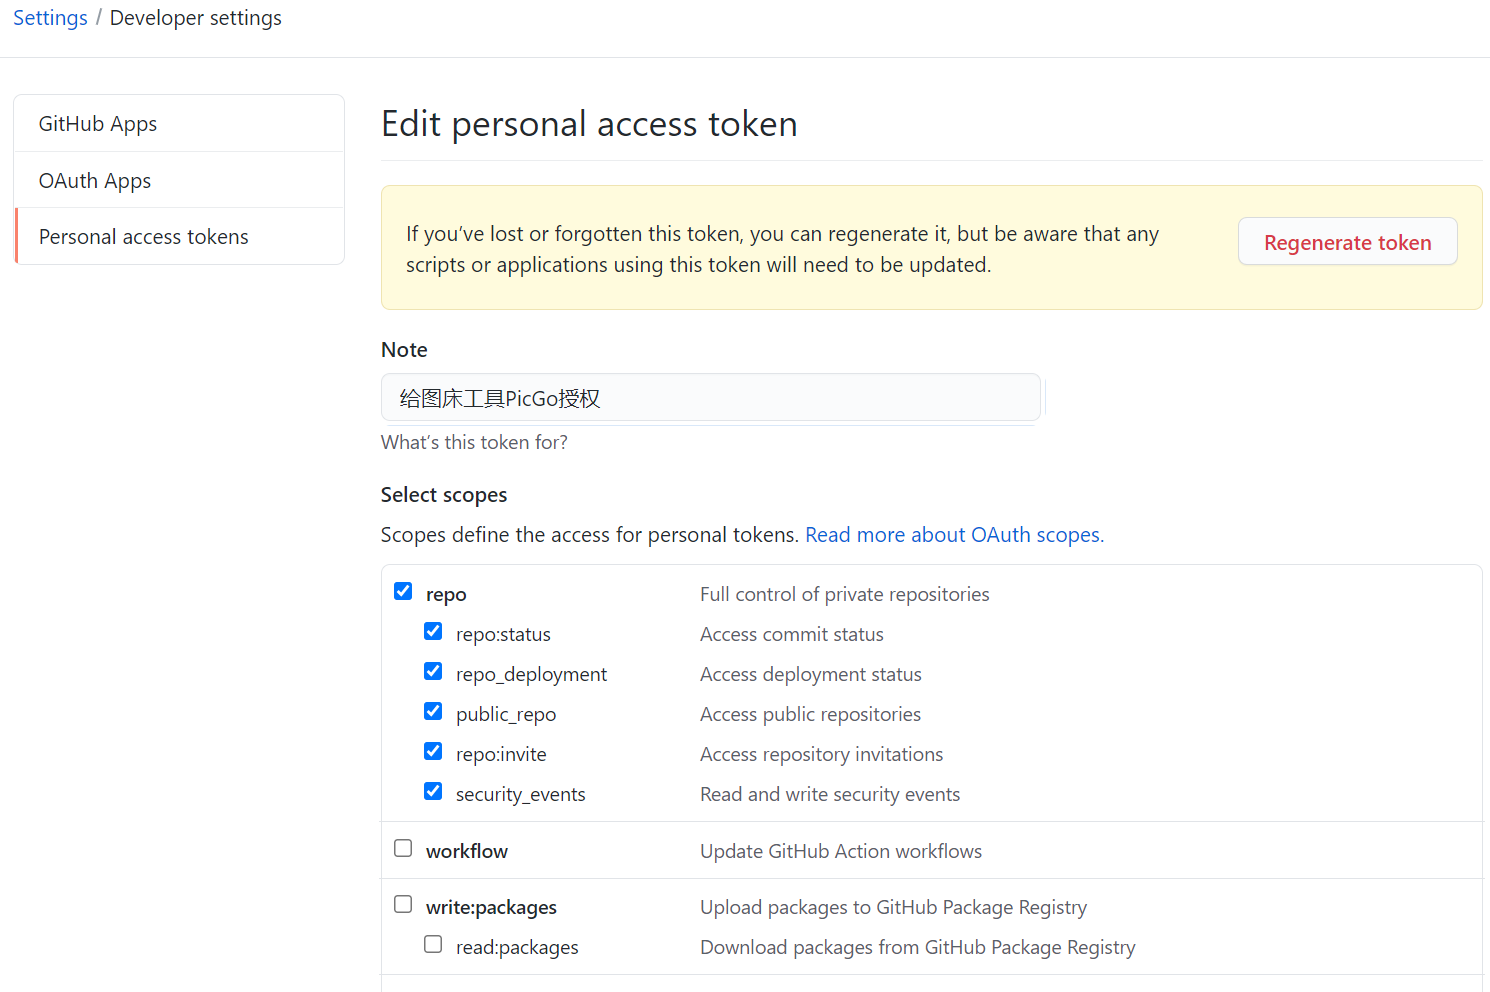 Settings / Developer settings
GitHub Apps
OAuth Apps
Personal access tokens
Edit personal access token
If you’ve lost or forgotten this token, you can regenerate it, but be aware that any
scripts or applications using this token will need to be updated.
Regenerate token
Note
给图床工具PicGo授权
What’s this token for?
Select scopes
Scopes define the access for personal tokens. Read more about OAuth scopes.
repo Full control of private repositories
repo:status Access commit status
repo_deployment Access deployment status
public_repo Access public repositories
repo:invite Access repository invitations
security_events Read and write security events
workflow Update GitHub Action workflows
write:packages Upload packages to GitHub Package Registry
read:packages Download packages from GitHub Package Registry